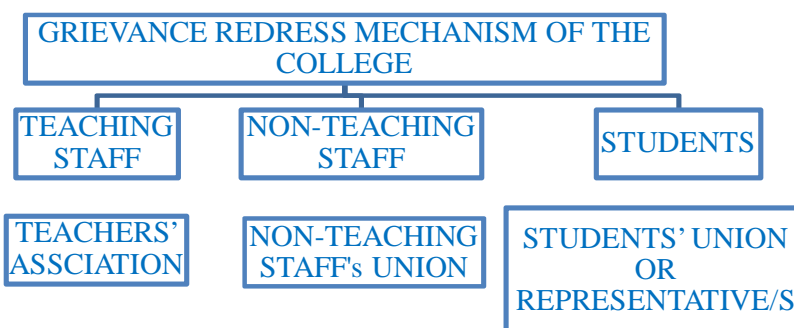 GRIEVANCE REDRESS MECHANISM OF THE
COLLEGE
TEACHING
STAFF
NON-TEACHING
STAFF
STUDENTS
TEACHERS’
ASSCIATION
NON-TEACHING
STAFF's UNION
STUDENTS’ UNION
OR
REPRESENTATIVE/S